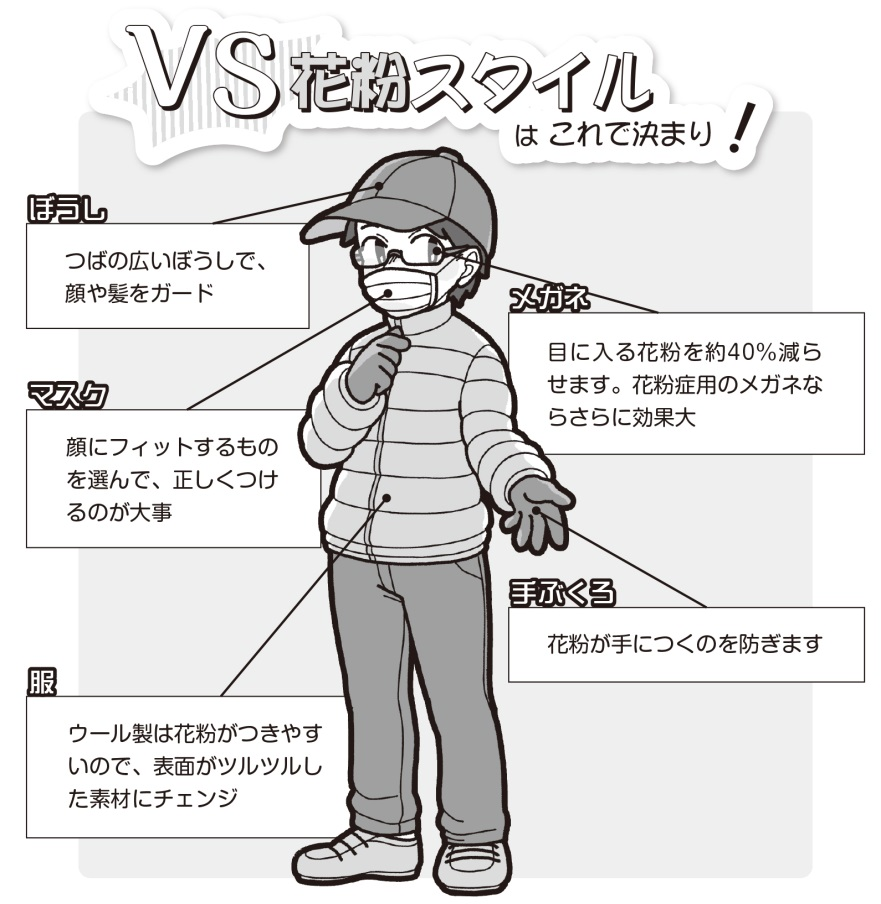 VS花粉スタイル
は これで決まり！
ぼうし
つばの広いぼうしで、
顔や髪をガード
メガネ
目に入る花粉を約40％減ら
せます。花粉症用のメガネな
らさらに効果大
マスク
顔にフィットするもの
を選んで、正しくつけ
るのが大事
手ぶくろ
花粉が手につくのを防ぎます
服
ウール製は花粉がつきやす
いので、表面がツルツルし
た素材にチェンジ